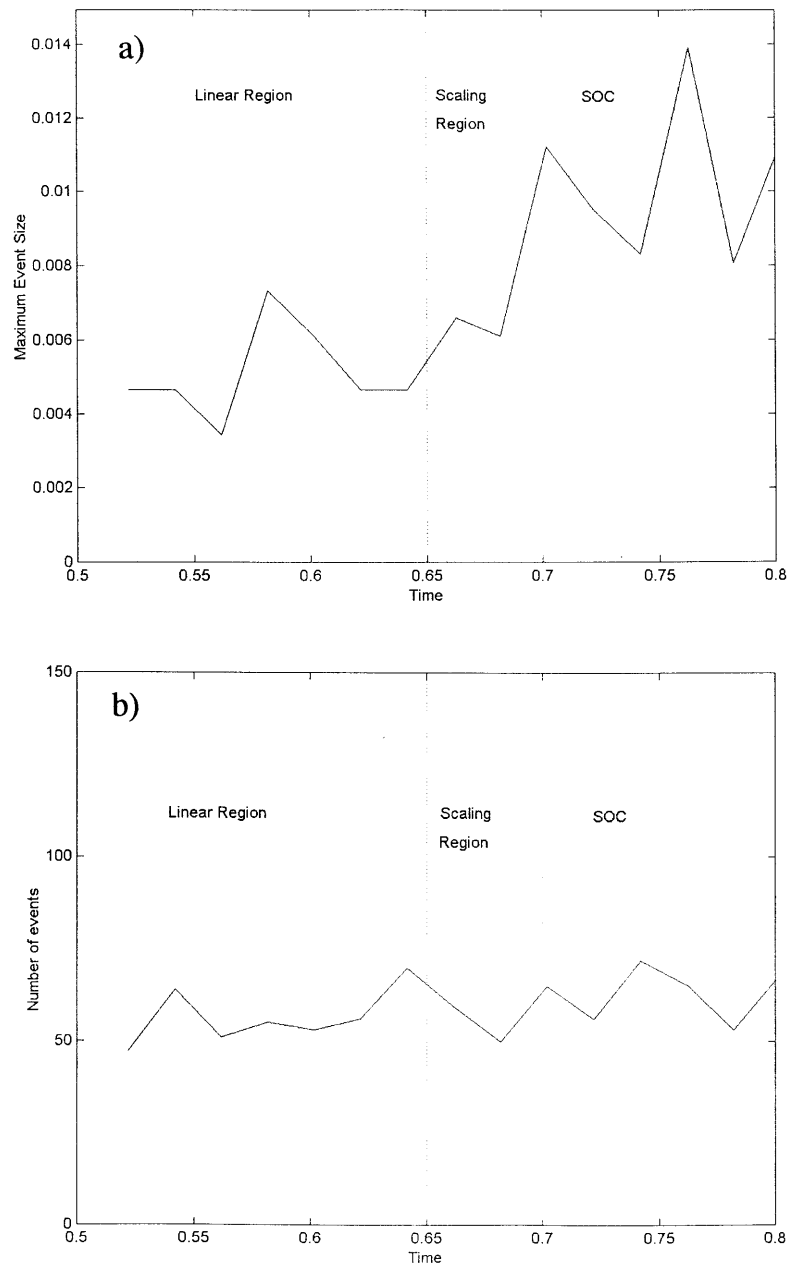 a)
0.014
0.012
0.01
0.008
0.006
0.004
0.002
0
Maximum Event Size
Linear Region
Scaling
Region
SOC
0.5
0.55
0.6
0.65
0.7
0.75
0.8
Time
b)
150
100
50
0
Number of events
Linear Region
Scaling
Region
SOC
0.5
0.55
0.6
0.65
0.7
0.75
0.8
Time